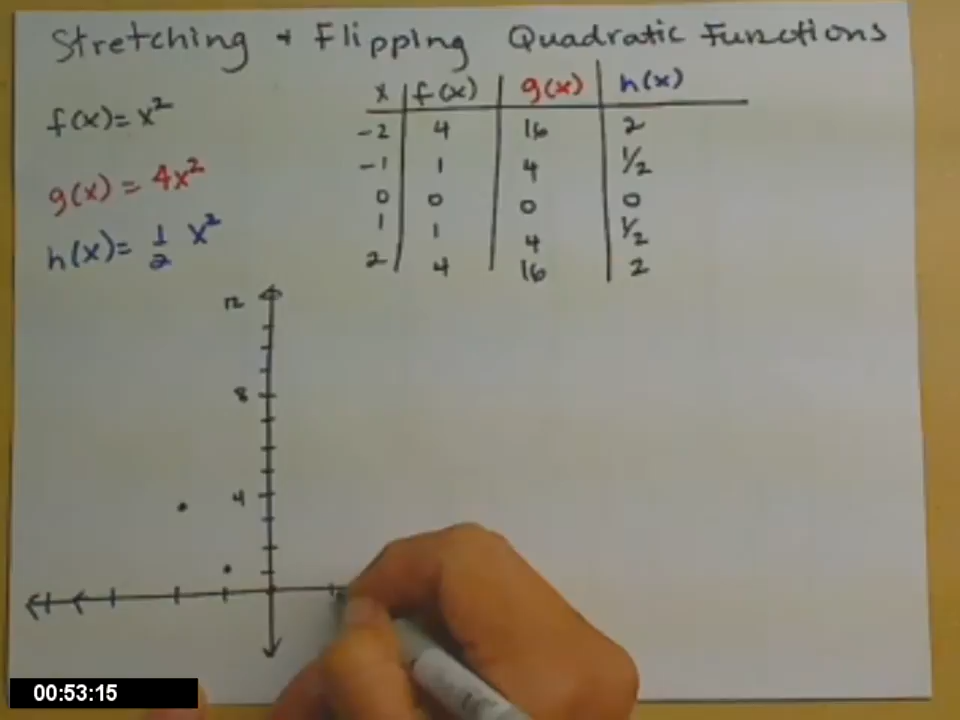 Stretching + Flipping Quadratic Functions
f(x) = x²
g(x) = 4x²
h(x) = 1/2 x²
x f(x) g(x) h(x)
-2 4 16 2
-1 1 4 1/2
0 0 0 0
1 1 4 1/2
2 4 16 2
12
8
4
00:53:15